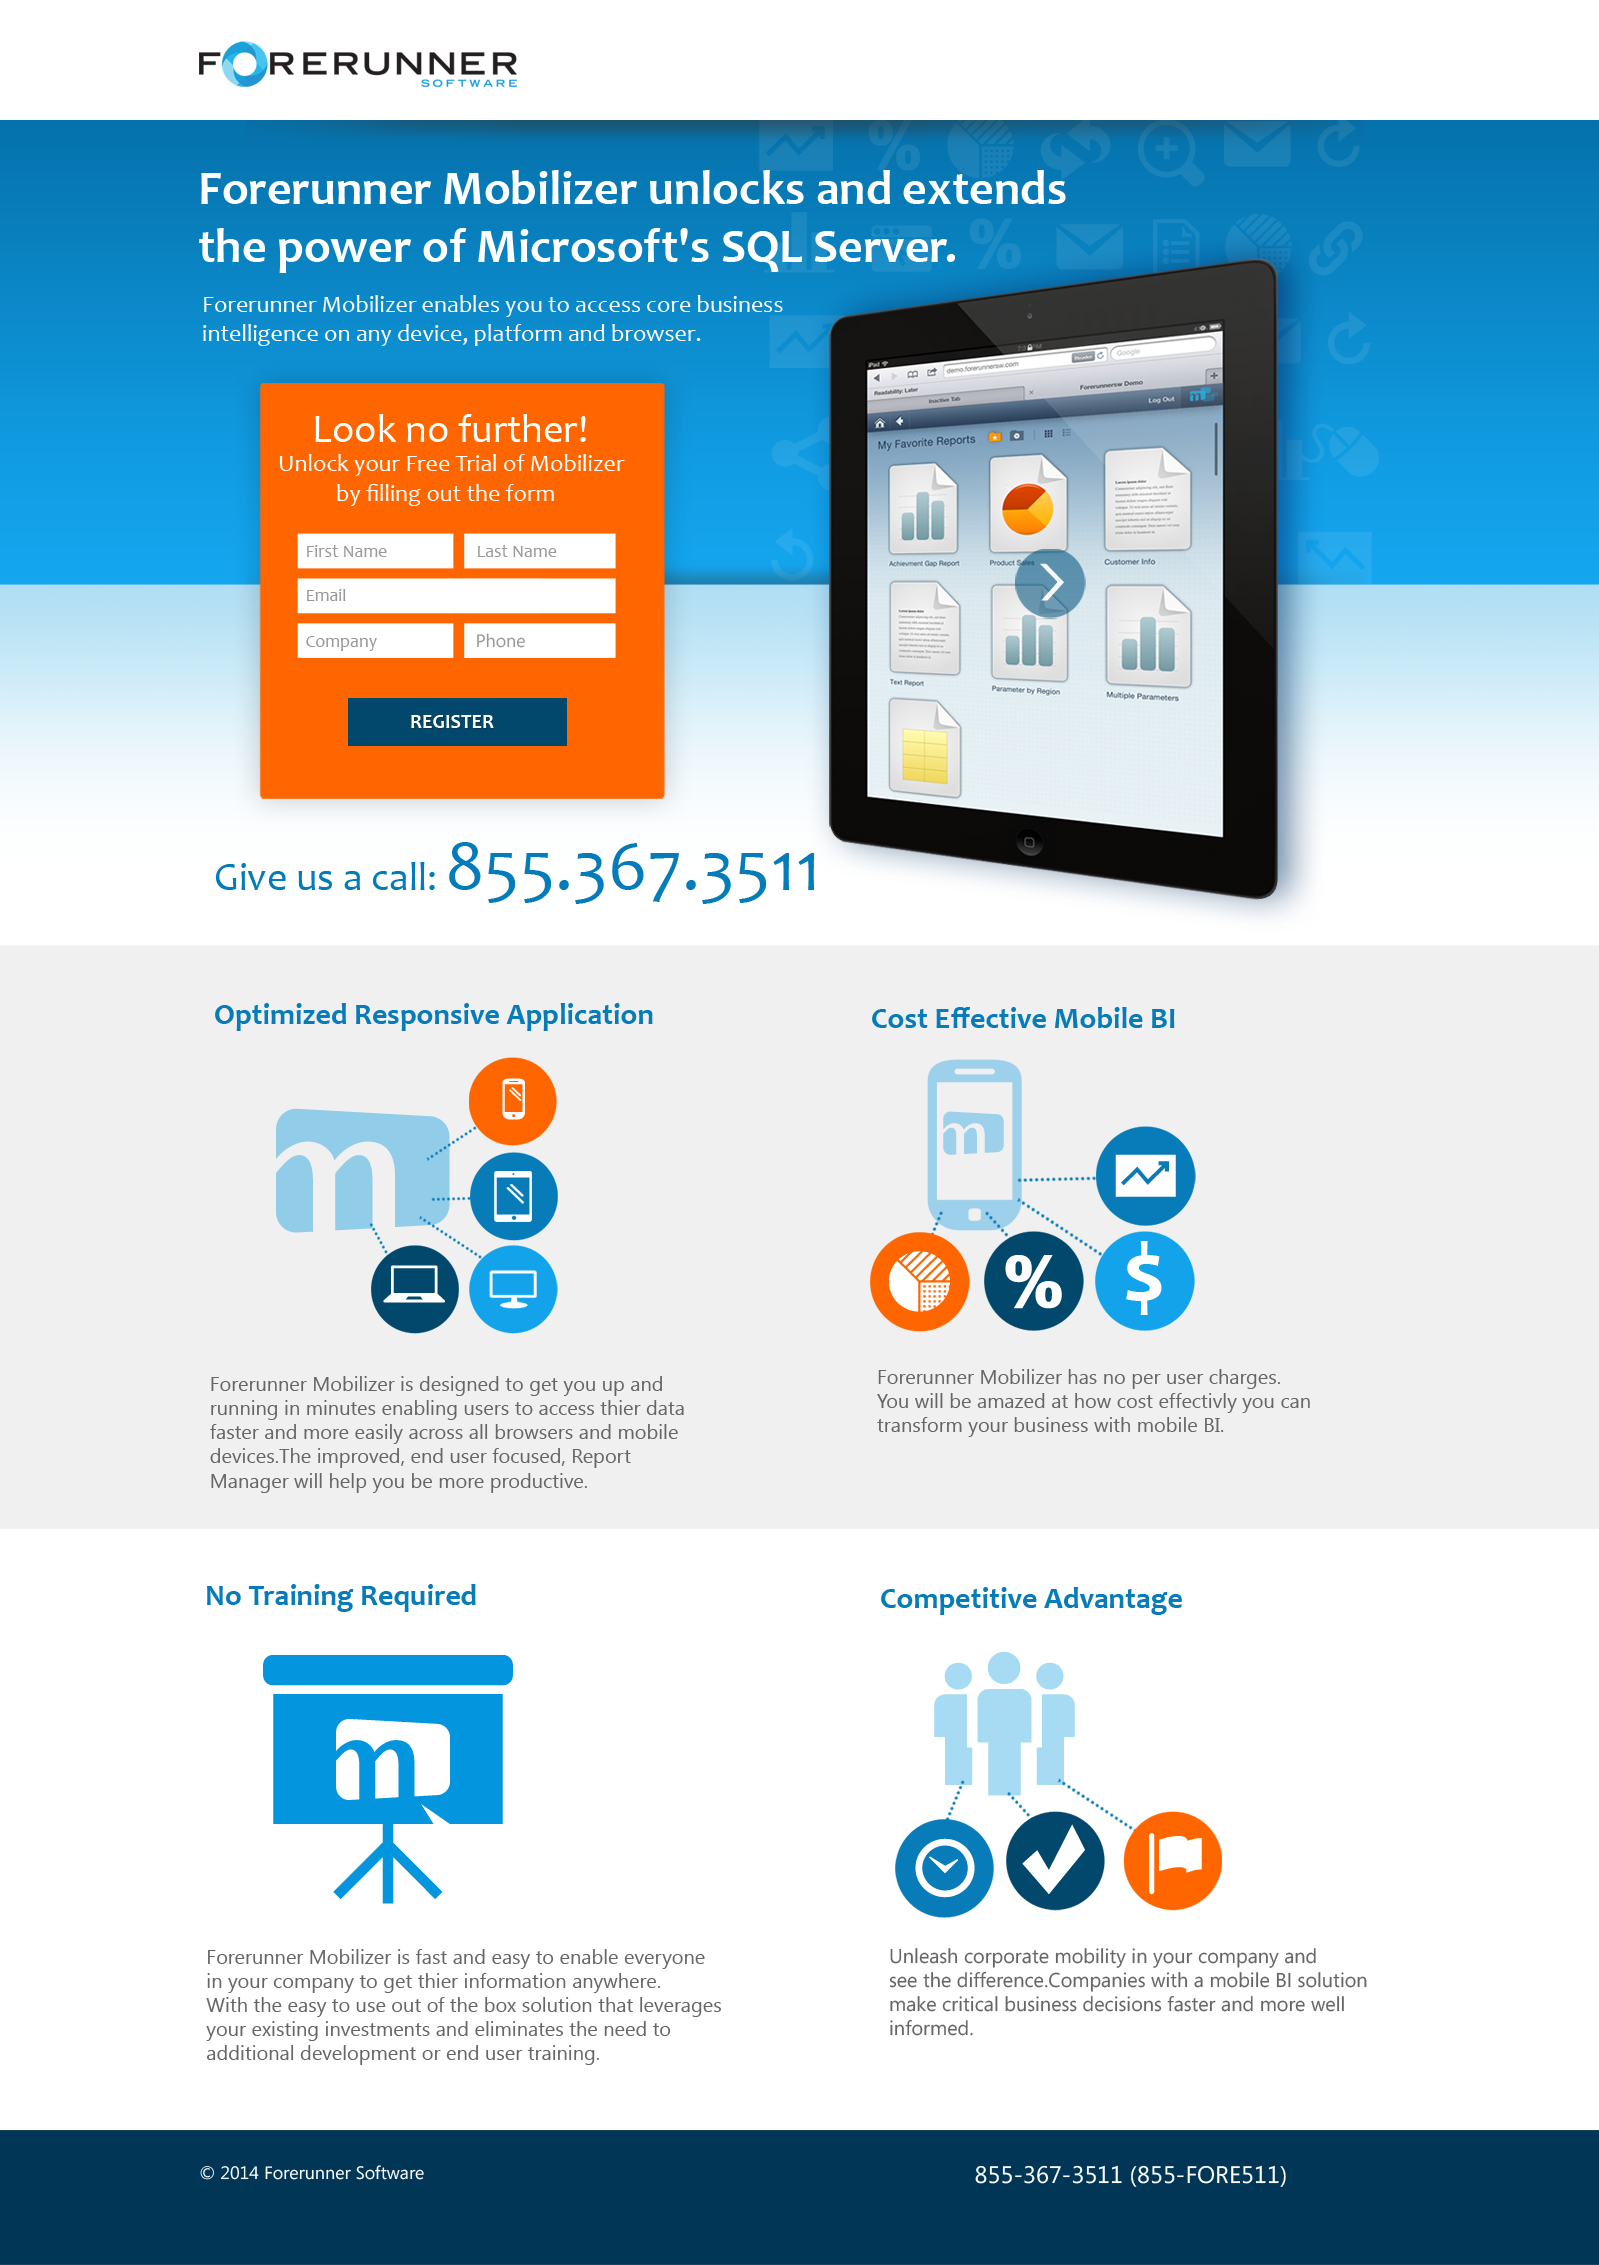 FORERUNNER
SOFTWARE
Forerunner Mobilizer unlocks and extends
the power of Microsoft's SQL Server.
Forerunner Mobilizer enables you to access core business
intelligence on any device, platform and browser.
Look no further!
Unlock your Free Trial of Mobilizer
by filling out the form
First Name Last Name
Email
Company Phone
REGISTER
Give us a call: 855.367.3511
iPad
demo.forerunnersw.com
Google
Readability: Later
Inactive Tab
Forerunnersw Demo
Log Out
My Favorite Reports
Achievment Gap Report
Product Sales
Customer Info
Text Report
Parameter by Region
Multiple Parameters
Optimized Responsive Application
m
Forerunner Mobilizer is designed to get you up and
running in minutes enabling users to access thier data
faster and more easily across all browsers and mobile
devices.The improved, end user focused, Report
Manager will help you be more productive.
Cost Effective Mobile BI
m
% $
Forerunner Mobilizer has no per user charges.
You will be amazed at how cost effectivly you can
transform your business with mobile BI.
No Training Required
m
Forerunner Mobilizer is fast and easy to enable everyone
in your company to get thier information anywhere.
With the easy to use out of the box solution that leverages
your existing investments and eliminates the need to
additional development or end user training.
Competitive Advantage
Unleash corporate mobility in your company and
see the difference.Companies with a mobile BI solution
make critical business decisions faster and more well
informed.
© 2014 Forerunner Software
855-367-3511 (855-FORE511)